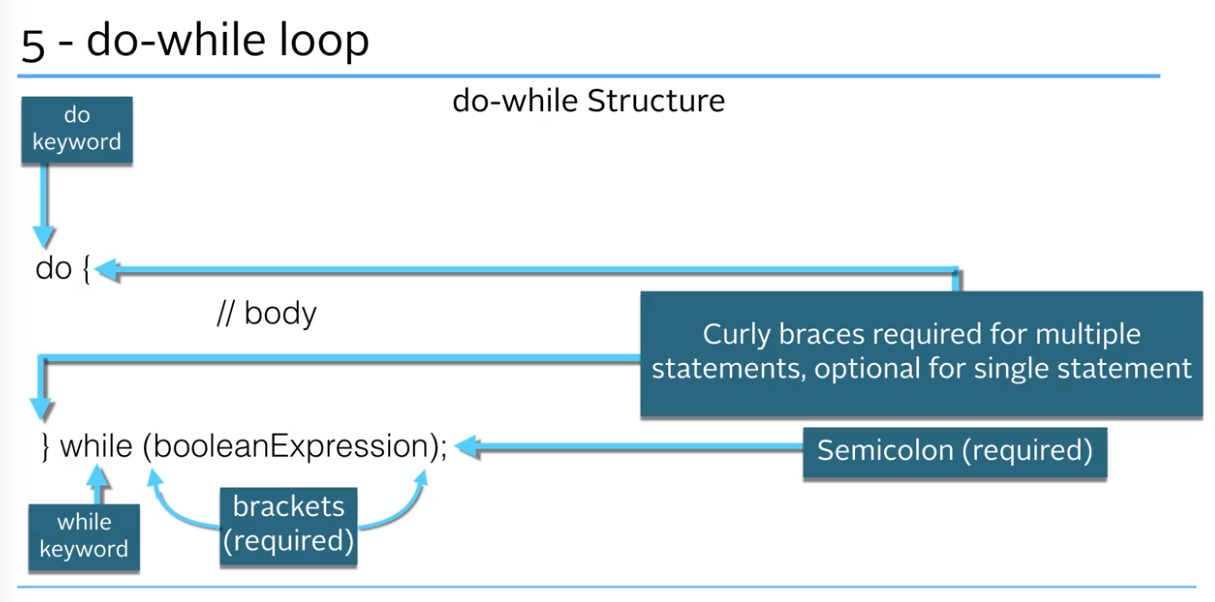 5 - do-while loop
do-while Structure
do
keyword
do {
// body
Curly braces required for multiple
statements, optional for single statement
} while (booleanExpression);
Semicolon (required)
while
keyword
brackets
(required)